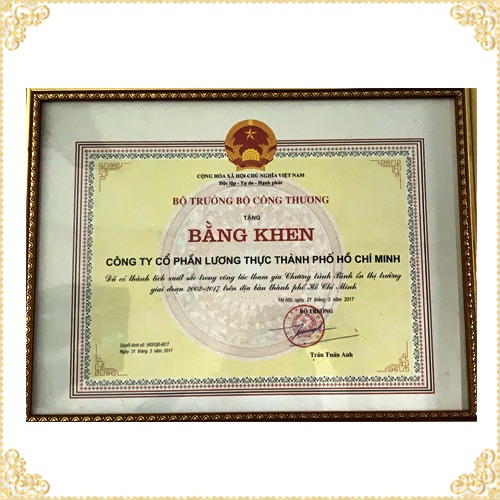 CỘNG HÒA XÃ HỘI CHỦ NGHĨA VIỆT NAM
Độc lập - Tự do - Hạnh phúc
BỘ TRƯỞNG BỘ CÔNG THƯƠNG
TẶNG
BẰNG KHEN
CÔNG TY CỔ PHẦN LƯƠNG THỰC THÀNH PHỐ HỒ CHÍ MINH
Đã có thành tích xuất sắc trong công tác tham gia Chương trình Bình ổn thị trường
giai đoạn 2002-2017 trên địa bàn thành phố Hồ Chí Minh
Hà Nội, ngày 21 tháng 3 năm 2017
BỘ TRƯỞNG
Quyết định số
Ngày 21 tháng 3 năm 2017
Trần Tuấn Anh